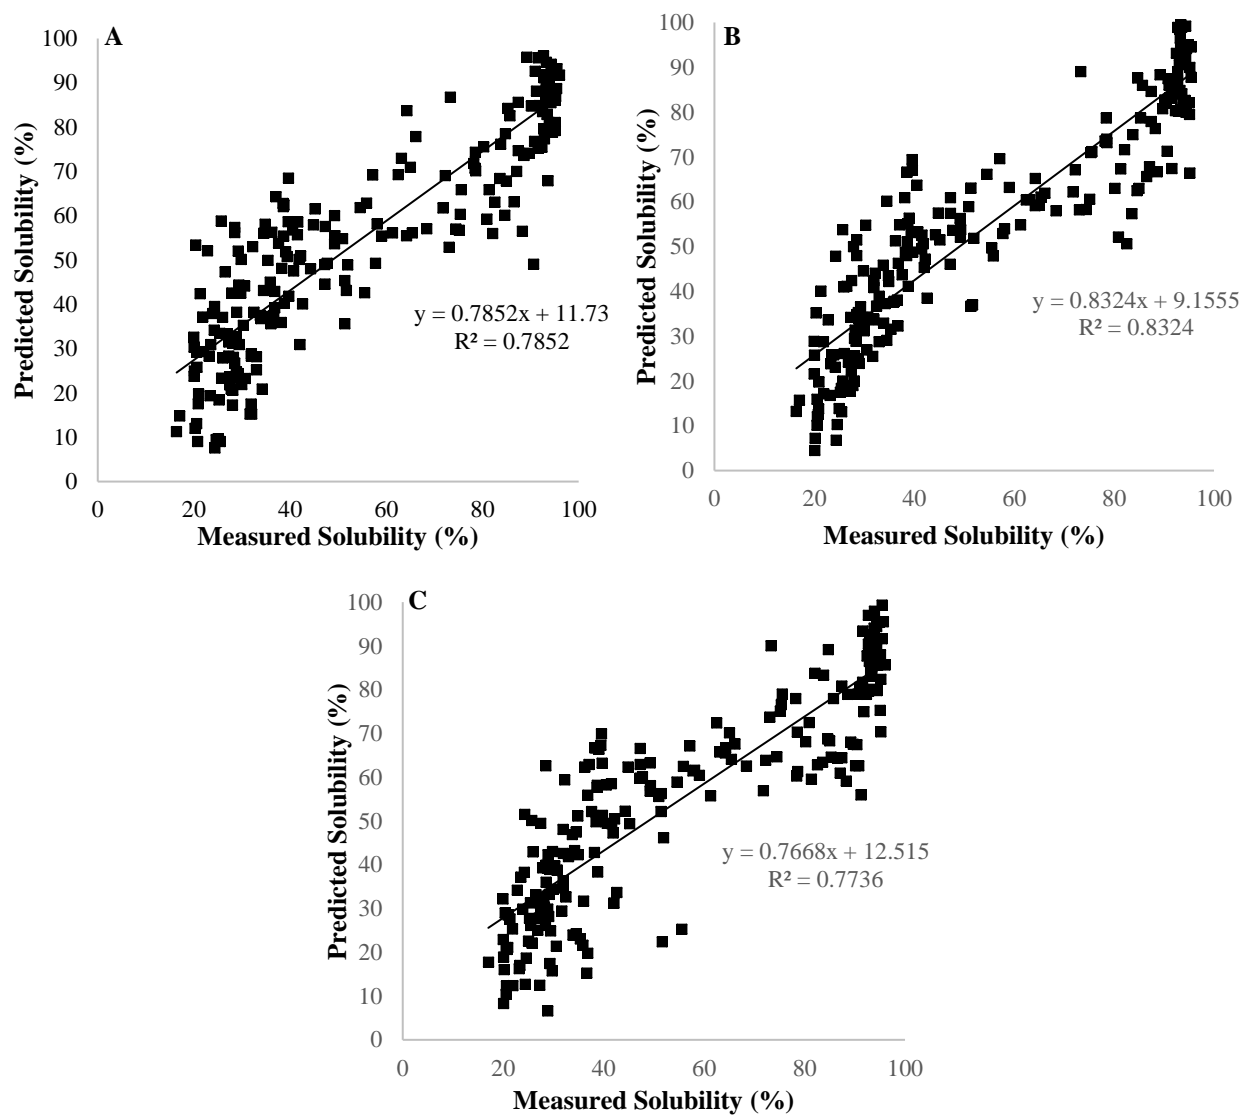 A
100
90
80
70
60
50
40
30
20
10
0
Predicted Solubility (%)
y = 0.7852x + 11.73
R² = 0.7852
0 20 40 60 80 100
Measured Solubility (%)
B
100
90
80
70
60
50
40
30
20
10
0
Predicted Solubility (%)
y = 0.8324x + 9.1555
R² = 0.8324
0 20 40 60 80 100
Measured Solubility (%)
C
100
90
80
70
60
50
40
30
20
10
0
Predicted Solubility (%)
y = 0.7668x + 12.515
R² = 0.7736
0 20 40 60 80 100
Measured Solubility (%)